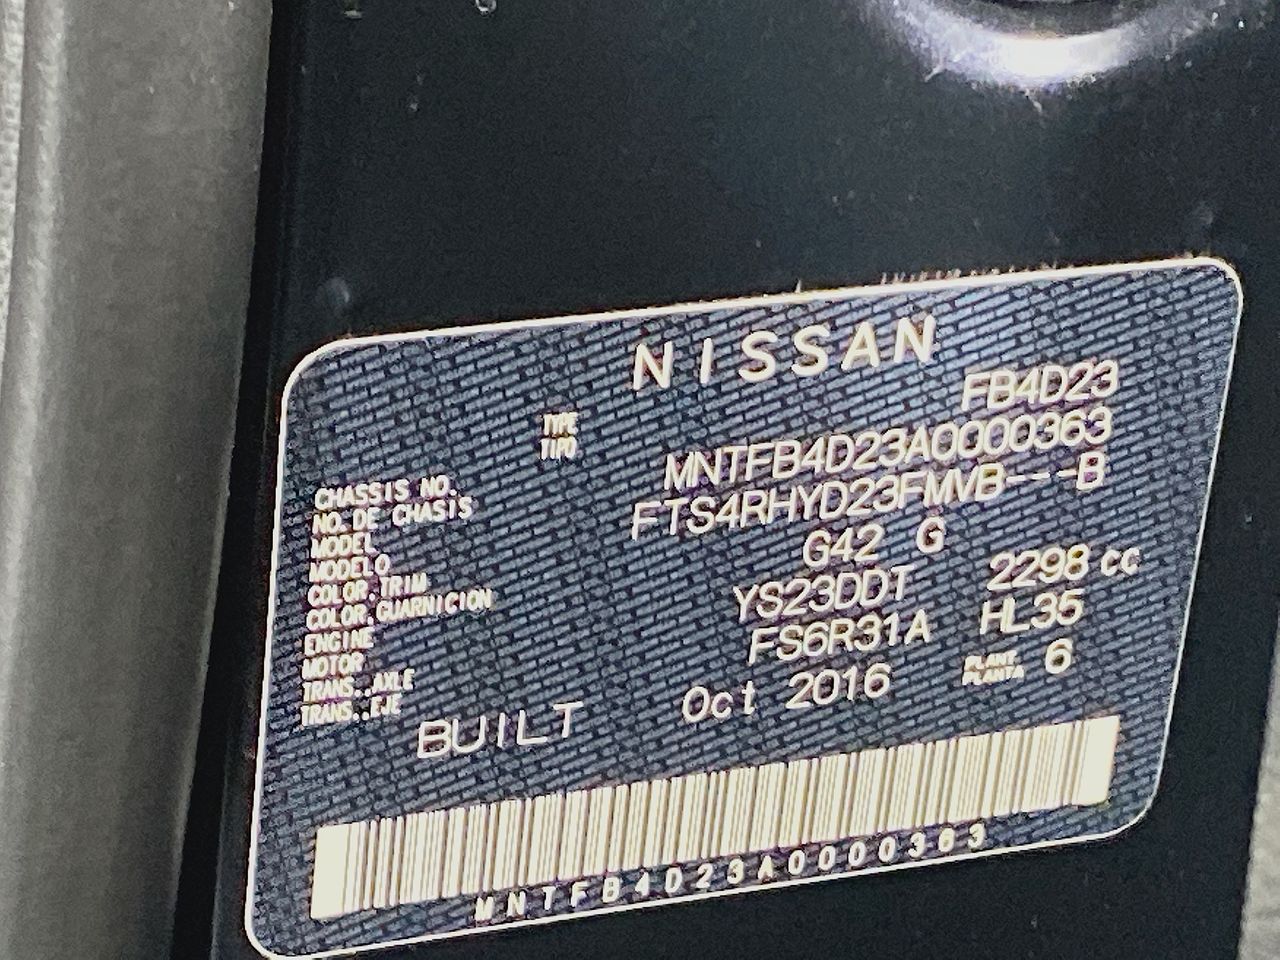 NISSAN
TYPE FB4D23
TIPO
CHASSIS NO. MNTFB4D23A0000363
NO. DE CHASIS
MODEL FTS4RHYD23FMVB---B
MODELO
COLOR, TRIM G42 G
COLOR, GUARNICION
ENGINE YS23DDT 2298 cc
MOTOR
TRANS., AXLE FS6R31A HL35
TRANS., EJE
BUILT Oct 2016 PLANT 6
PLANTA
MNTFB4D23A0000363